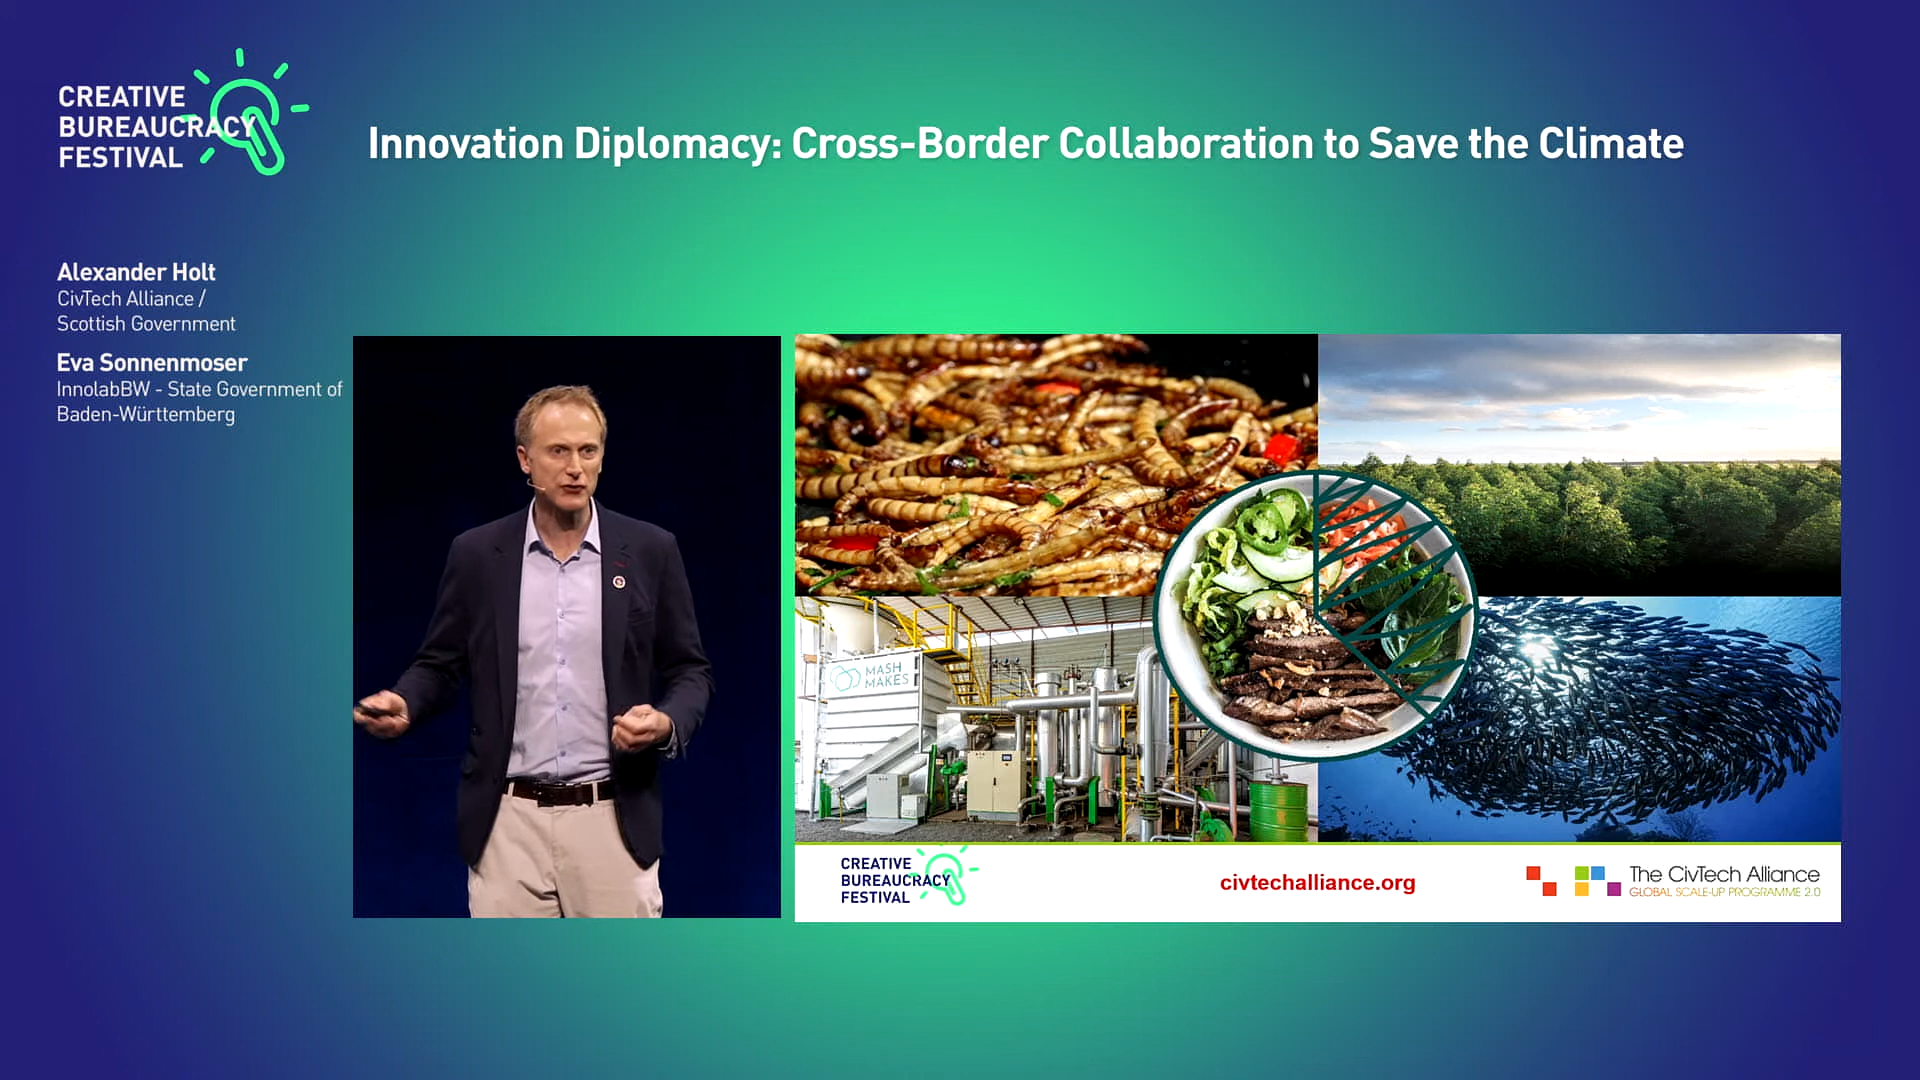 CREATIVE
BUREAUCRACY
FESTIVAL
Innovation Diplomacy: Cross-Border Collaboration to Save the Climate
Alexander Holt
CivTech Alliance /
Scottish Government
Eva Sonnenmoser
InnolabBW - State Government of
Baden-Württemberg
MASH
MAKES
CREATIVE
BUREAUCRACY
FESTIVAL
civtechalliance.org
The CivTech Alliance
GLOBAL SCALE-UP PROGRAMME 2.0